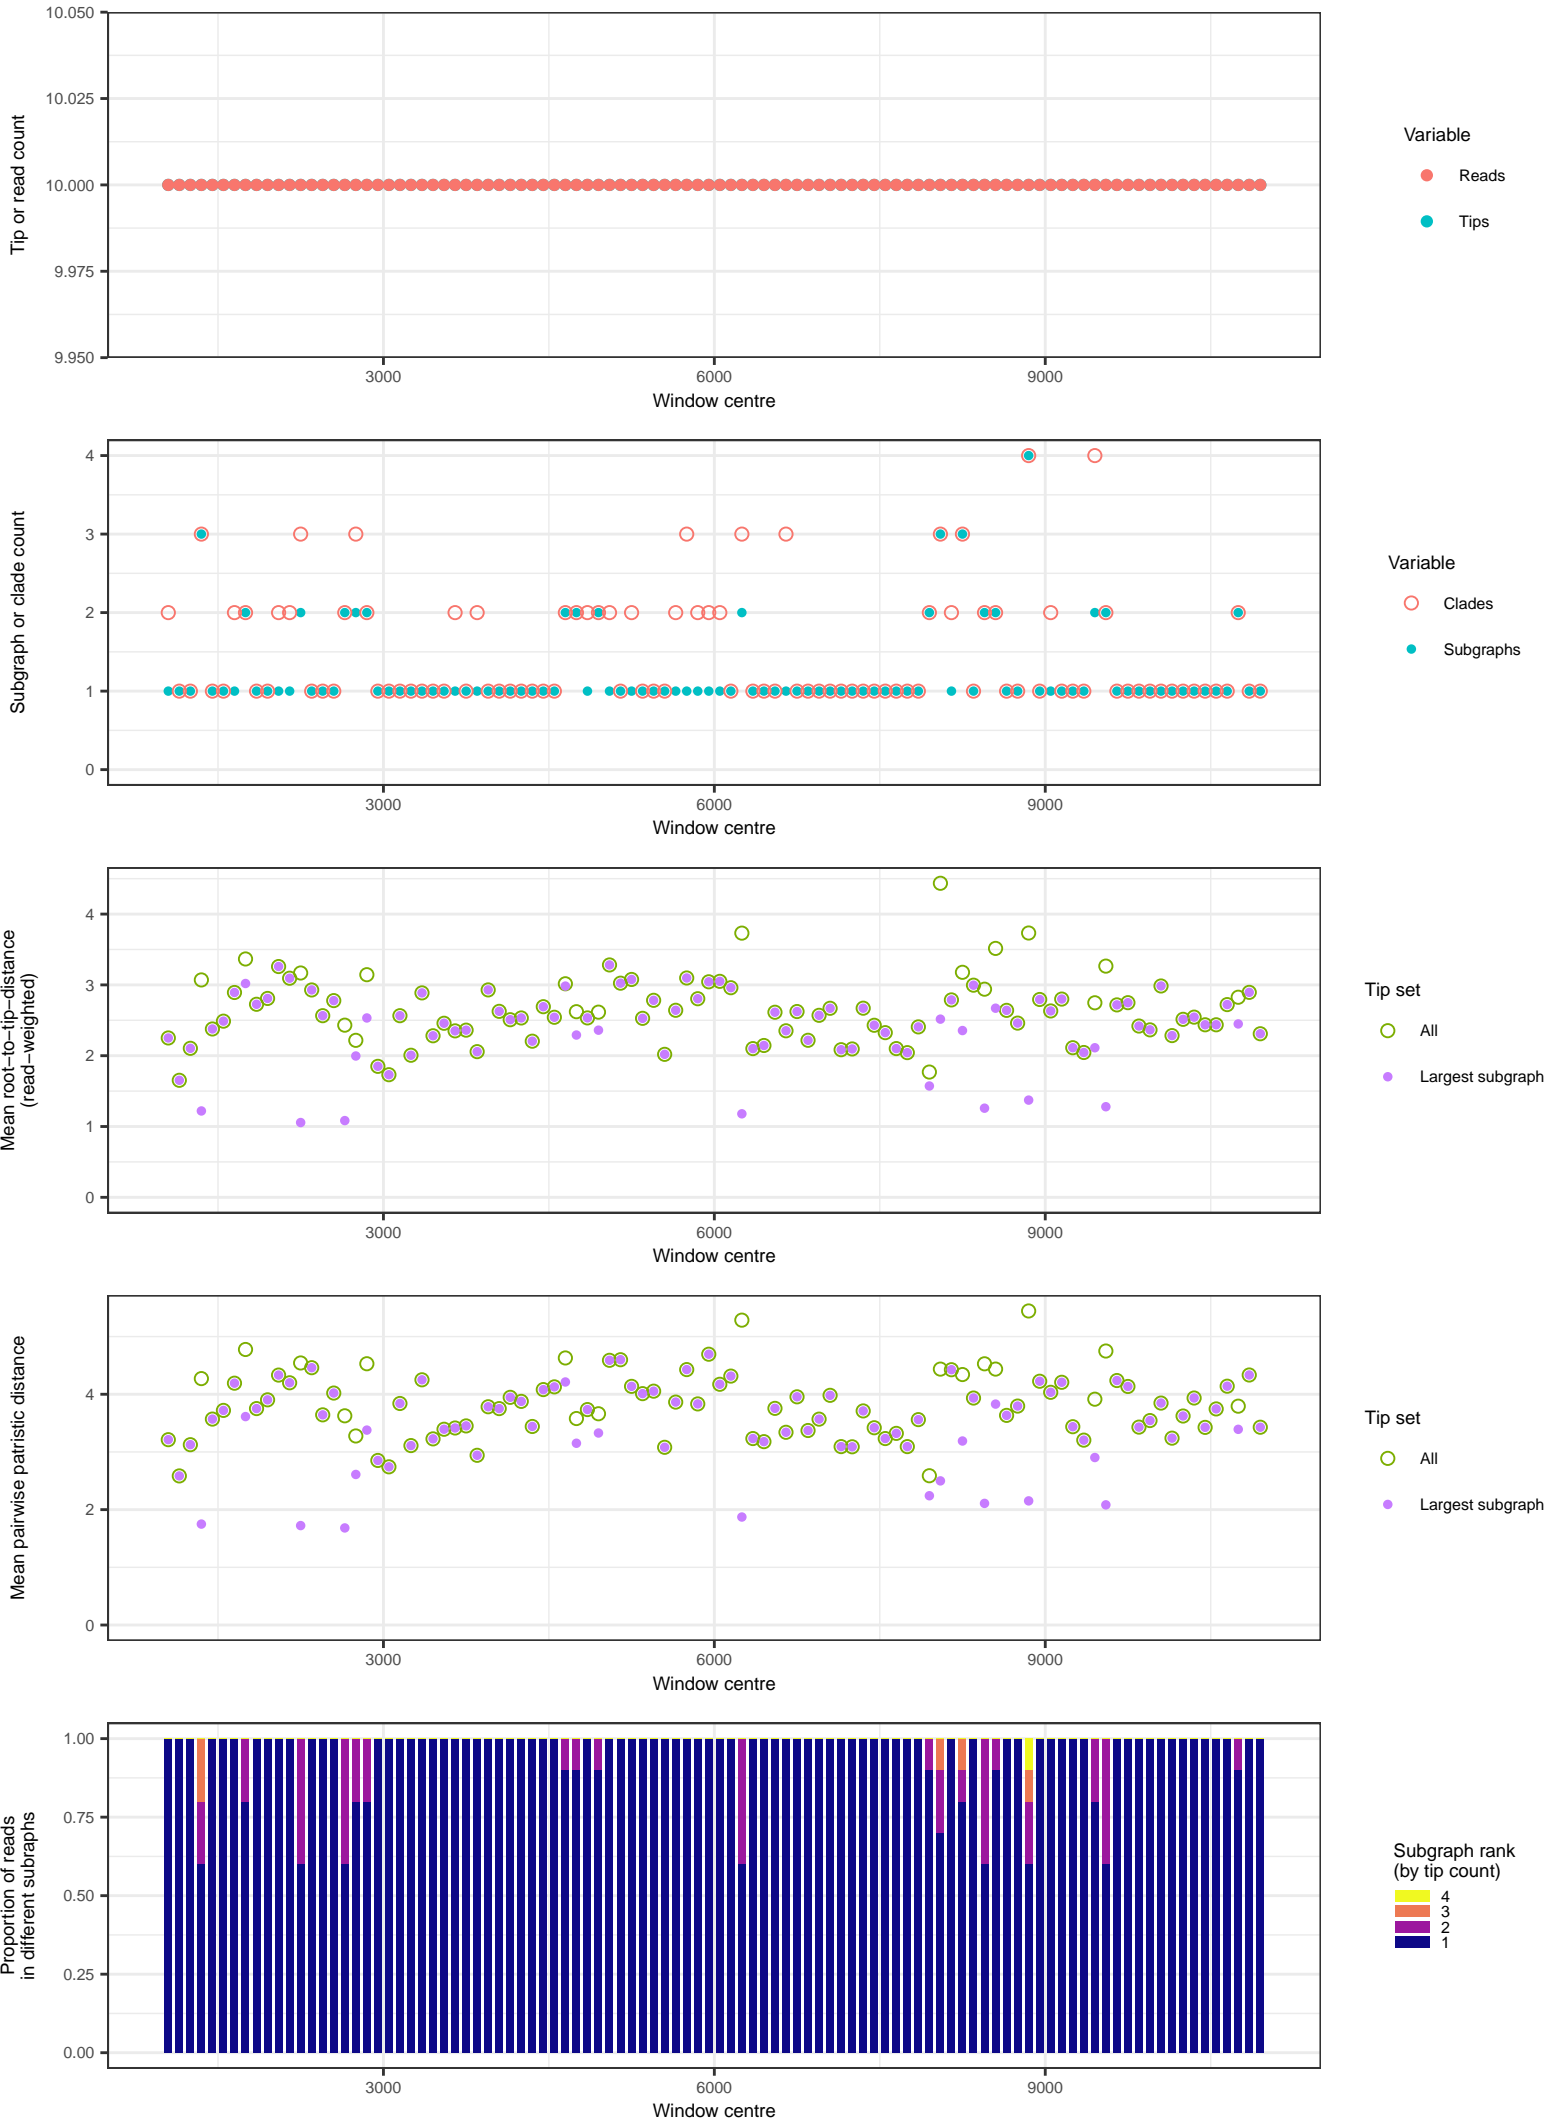 10.050
10.025
10.000
9.975
9.950
Tip or read count
3000 6000 9000
Window centre
Variable
Reads
Tips
4
3
2
1
0
Subgraph or clade count
3000 6000 9000
Window centre
Variable
Clades
Subgraphs
4
3
2
1
0
Mean root−to−tip−distance
(read−weighted)
3000 6000 9000
Window centre
Tip set
All
Largest subgraph
4
2
0
Mean pairwise patristic distance
3000 6000 9000
Window centre
Tip set
All
Largest subgraph
1.00
0.75
0.50
0.25
0.00
Proportion of reads
in different subraphs
3000 6000 9000
Window centre
Subgraph rank
(by tip count)
4
3
2
1